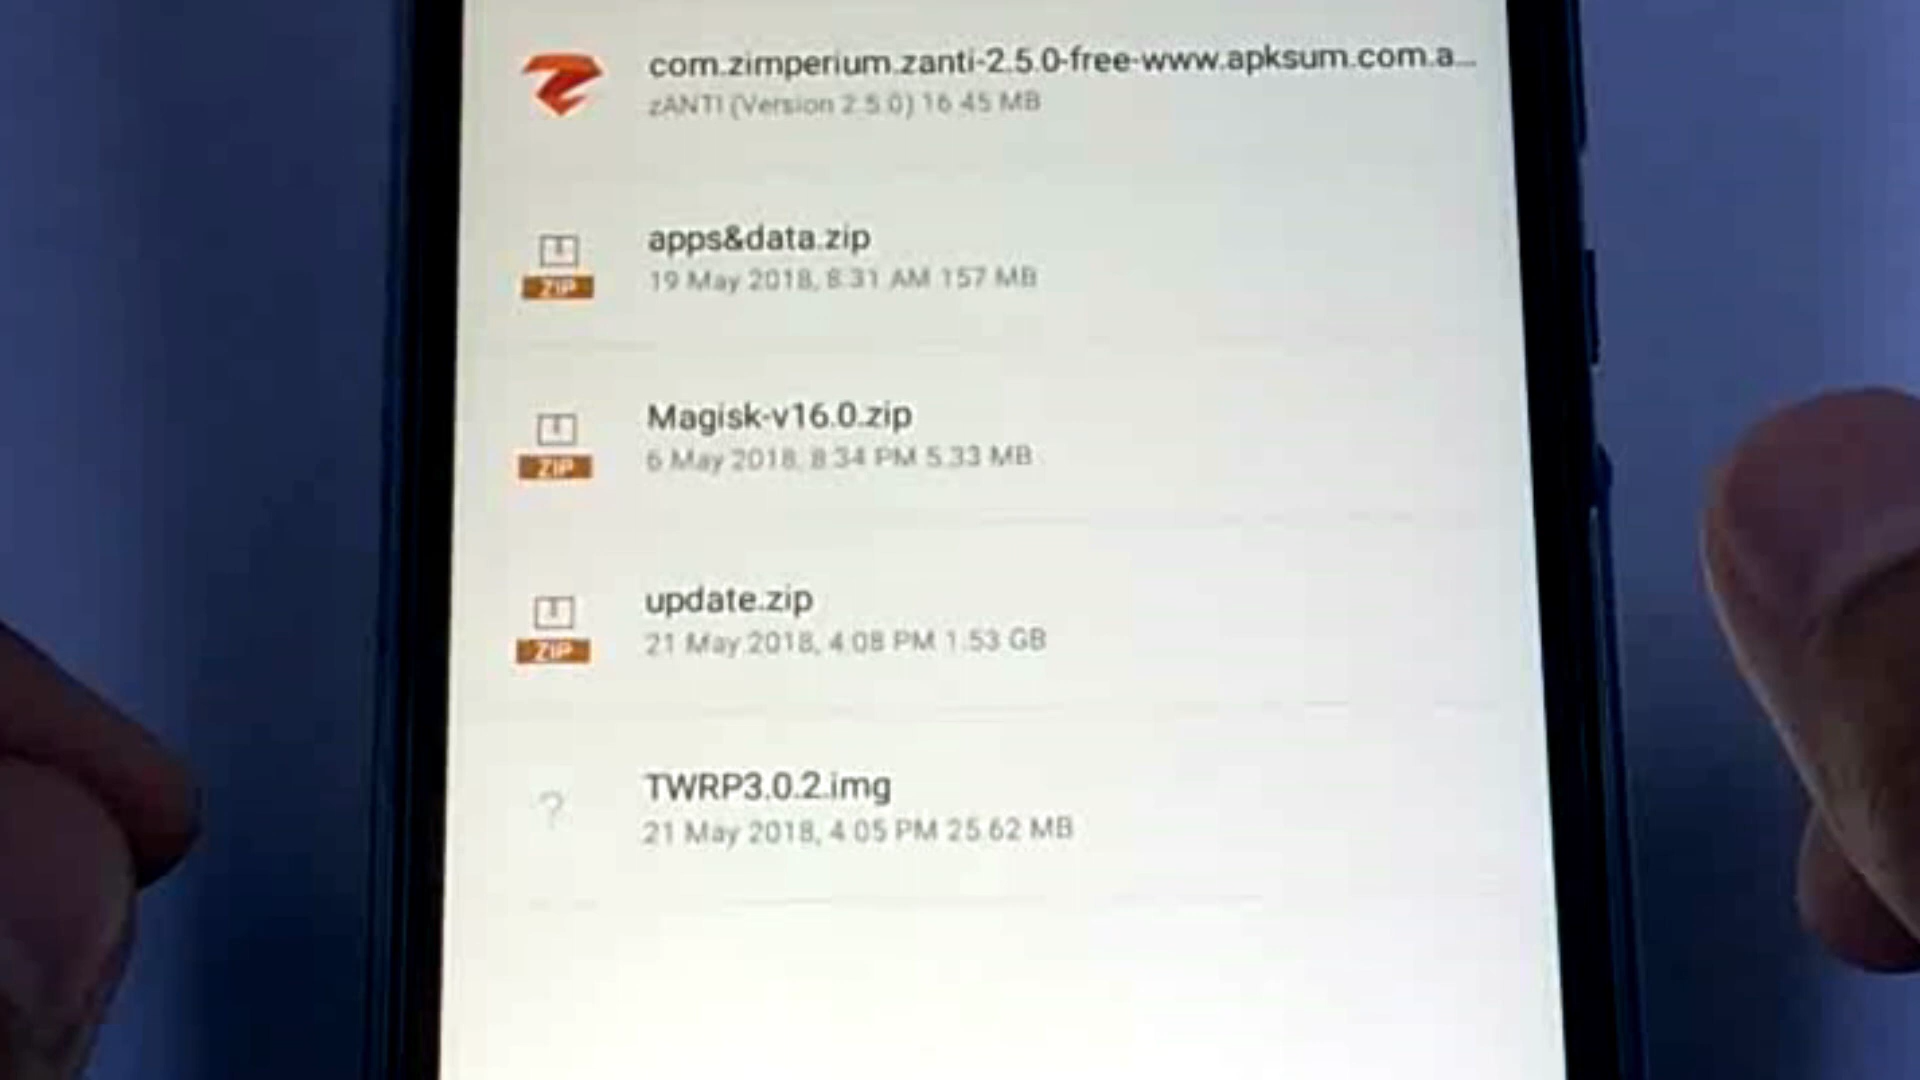 com.zimperium.zanti-2.5.0-free-www.apksum.com.a...
zANTI (Version 2.5.0) 16.45 MB
apps&data.zip
19 May 2018, 8:31 AM 157 MB
ZIP
Magisk-v16.0.zip
6 May 2018, 8:34 PM 5.33 MB
ZIP
update.zip
21 May 2018, 4:08 PM 1.53 GB
ZIP
TWRP3.0.2.img
?
21 May 2018, 4:05 PM 25.62 MB